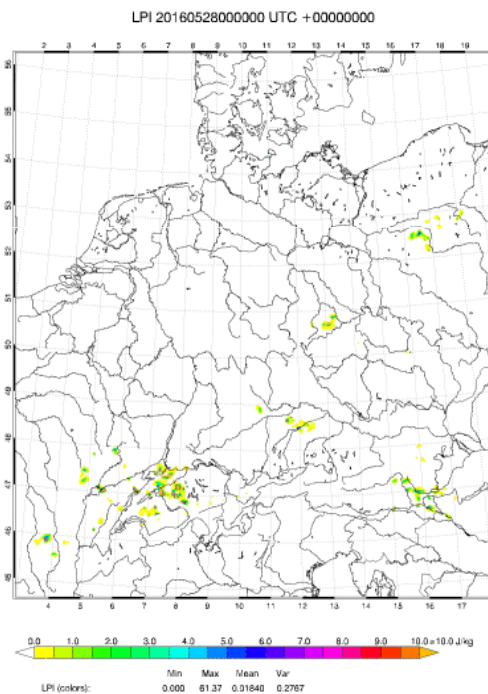 LPI 20160528000000 UTC +00000000
2 3 4 5 6 7 8 9 10 11 12 13 14 15 16 17 18 19
56
55
54
53
52
51
50
49
48
47
46
45
4 5 6 7 8 9 10 11 12 13 14 15 16 17
0.0 1.0 2.0 3.0 4.0 5.0 6.0 7.0 8.0 9.0 10.0 =10.0 J/kg
Min Max Mean Var
LPI (colors): 0.000 61.37 0.01840 0.2767